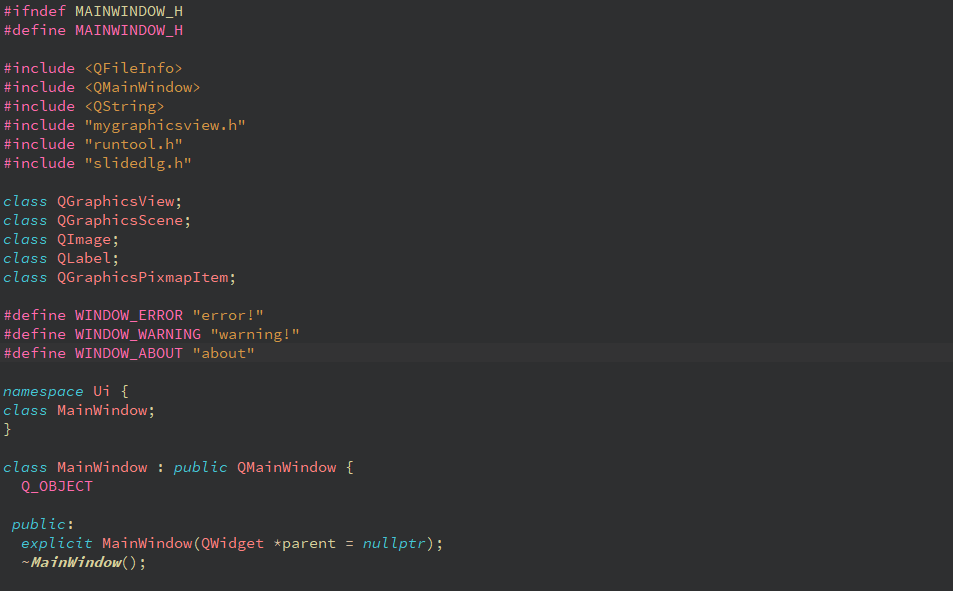 #ifndef MAINWINDOW_H
#define MAINWINDOW_H
#include <QFileInfo>
#include <QMainWindow>
#include <QString>
#include "mygraphicsview.h"
#include "runtool.h"
#include "slidedlg.h"
class QGraphicsView;
class QGraphicsScene;
class QImage;
class QLabel;
class QGraphicsPixmapItem;
#define WINDOW_ERROR "error!"
#define WINDOW_WARNING "warning!"
#define WINDOW_ABOUT "about"
namespace Ui {
class MainWindow;
}
class MainWindow : public QMainWindow {
  Q_OBJECT
 public:
  explicit MainWindow(QWidget *parent = nullptr);
  ~MainWindow();